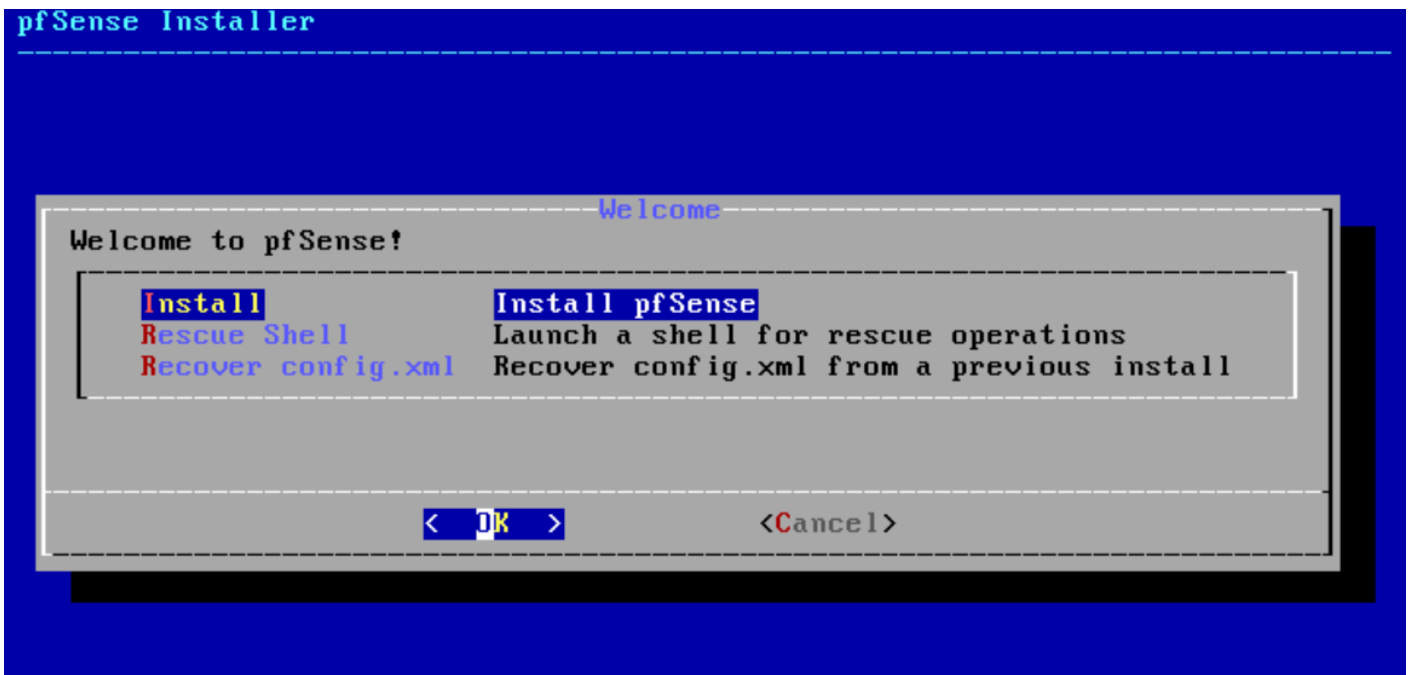 pfSense Installer
Welcome
Welcome to pfSense!
Install Install pfSense
Rescue Shell Launch a shell for rescue operations
Recover config.xml Recover config.xml from a previous install
< OK > <Cancel>